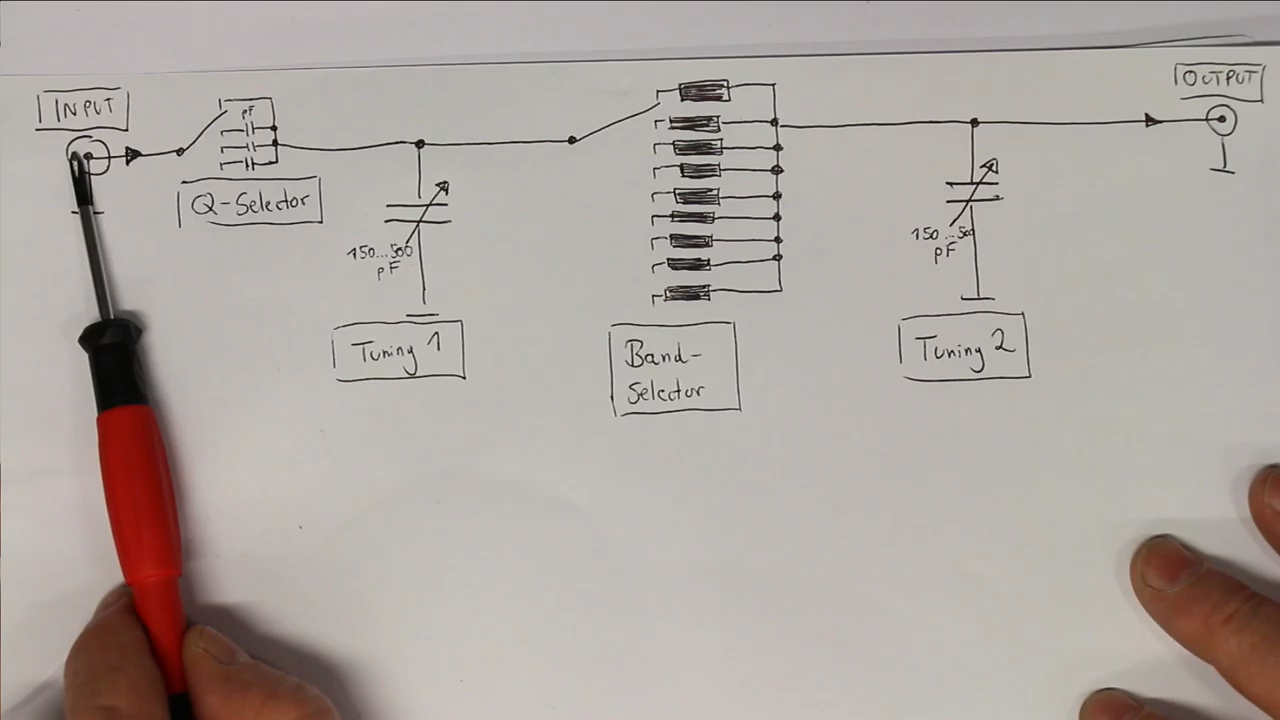 INPUT
pF
Q-Selector
150...500
pF
Tuning 1
Band-
Selector
150...500
pF
Tuning 2
OUTPUT